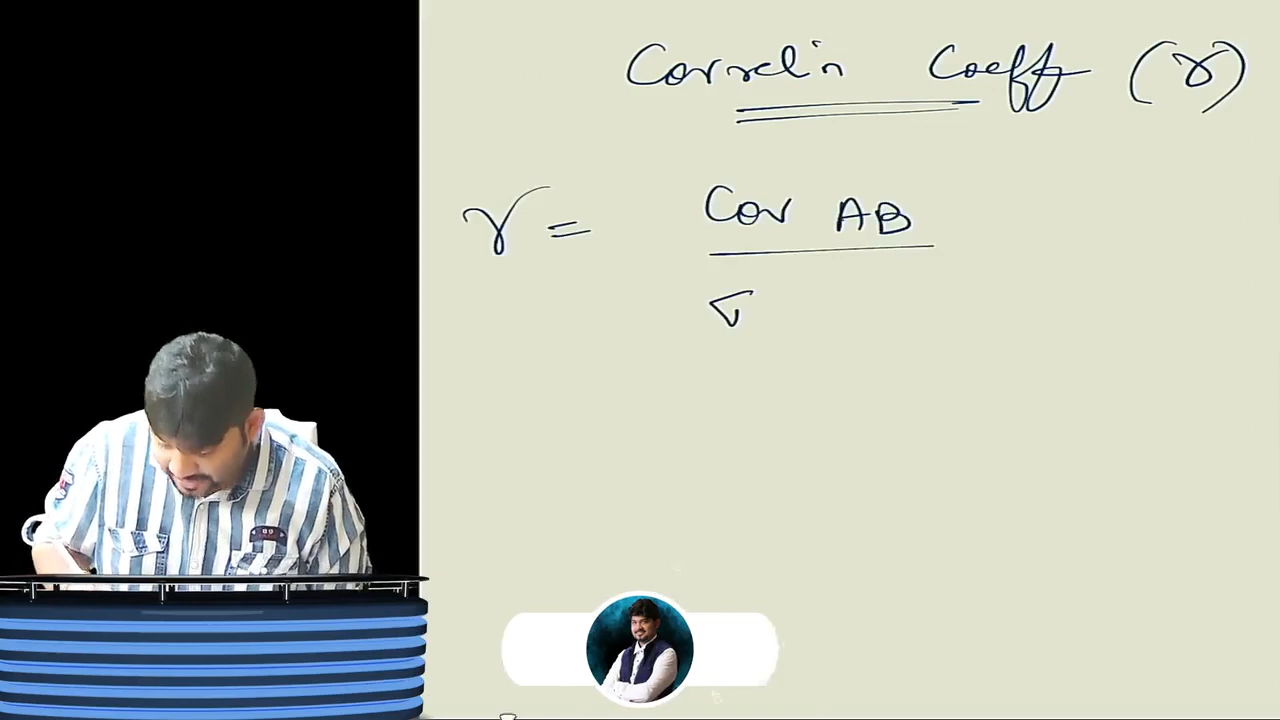 Correl'n Coeff (r)
r = Cov AB
σ